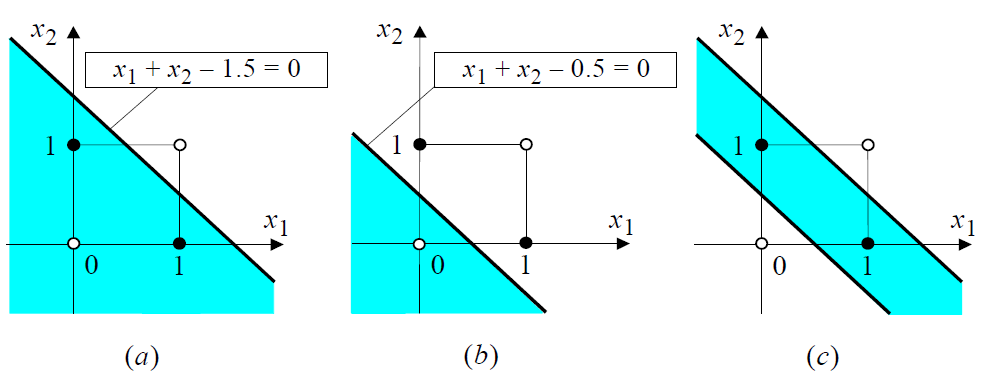 x2
x1 + x2 – 1.5 = 0
1
x1
0
1
(a)
x2
x1 + x2 – 0.5 = 0
1
x1
0
1
(b)
x2
1
x1
0
1
(c)